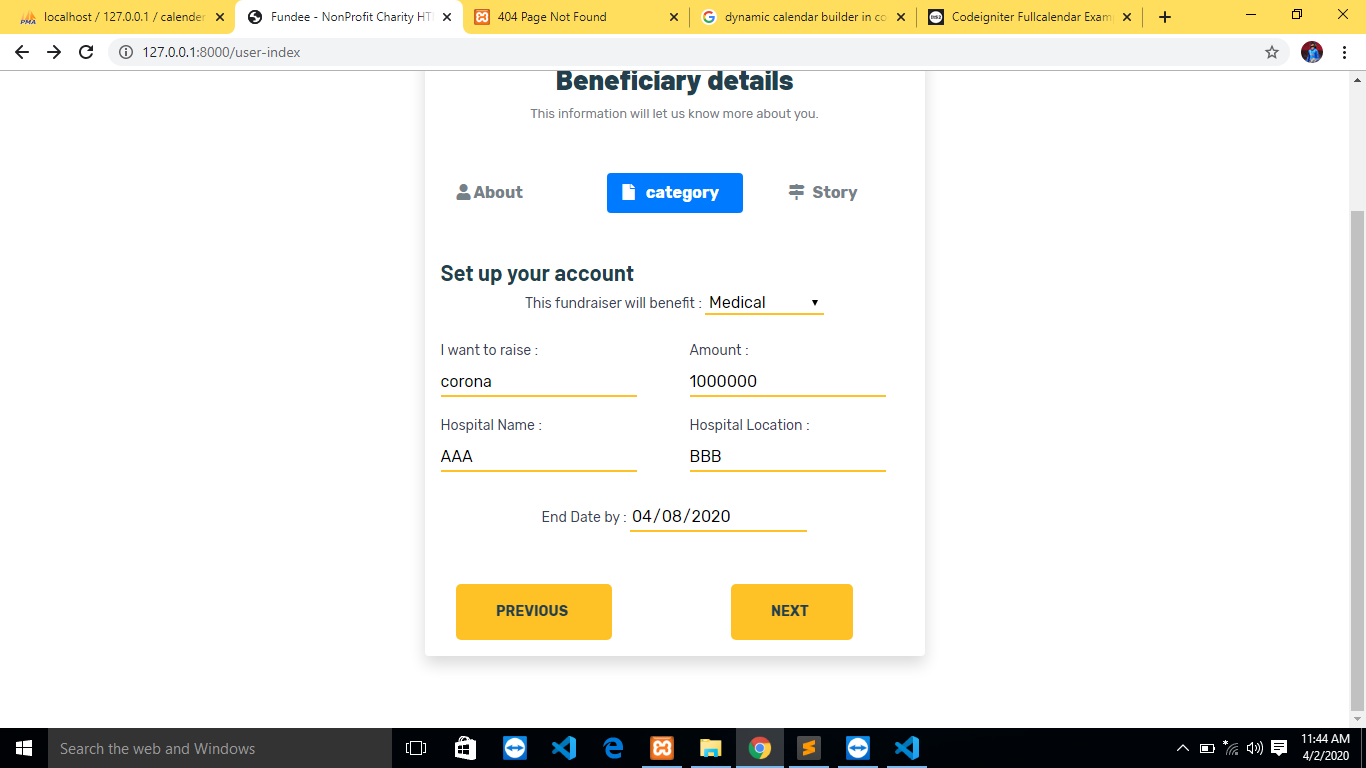 localhost / 127.0.0.1 / calender
Fundee - NonProfit Charity HT
404 Page Not Found
dynamic calendar builder in co
Codeigniter Fullcalendar Exam
127.0.0.1:8000/user-index
Beneficiary details
This information will let us know more about you.
About
category
Story
Set up your account
This fundraiser will benefit : Medical
I want to raise :
Amount :
corona
1000000
Hospital Name :
Hospital Location :
AAA
BBB
End Date by : 04/08/2020
PREVIOUS
NEXT
Search the web and Windows
11:44 AM
4/2/2020